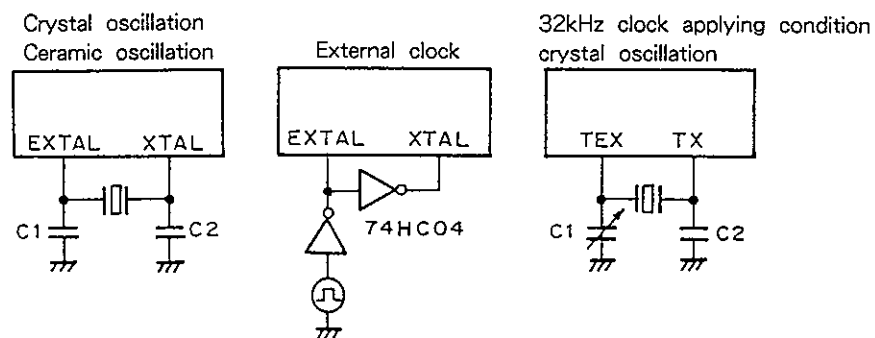 Crystal oscillation
Ceramic oscillation
EXTAL XTAL
C1 C2
External clock
EXTAL XTAL
74HC04
32kHz clock applying condition
crystal oscillation
TEX TX
C1 C2